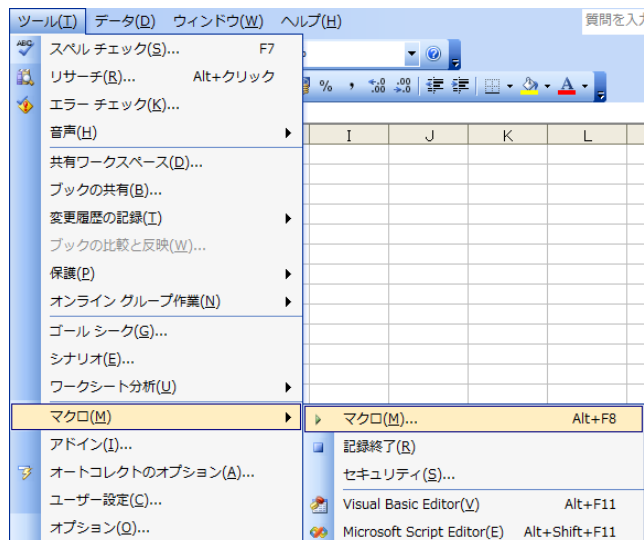 ツール(T) データ(D) ウィンドウ(W) ヘルプ(H) 質問を入
スペル チェック(S)... F7
リサーチ(R)... Alt+クリック
エラー チェック(K)...
音声(H)
共有ワークスペース(D)...
ブックの共有(B)...
変更履歴の記録(T)
ブックの比較と反映(W)...
保護(P)
オンライン グループ作業(N)
ゴール シーク(G)...
シナリオ(E)...
ワークシート分析(U)
マクロ(M)
アドイン(I)...
オートコレクトのオプション(A)...
ユーザー設定(C)...
オプション(O)...
% , .00 .00 A
I J K L
マクロ(M)... Alt+F8
記録終了(R)
セキュリティ(S)...
Visual Basic Editor(V) Alt+F11
Microsoft Script Editor(E) Alt+Shift+F11